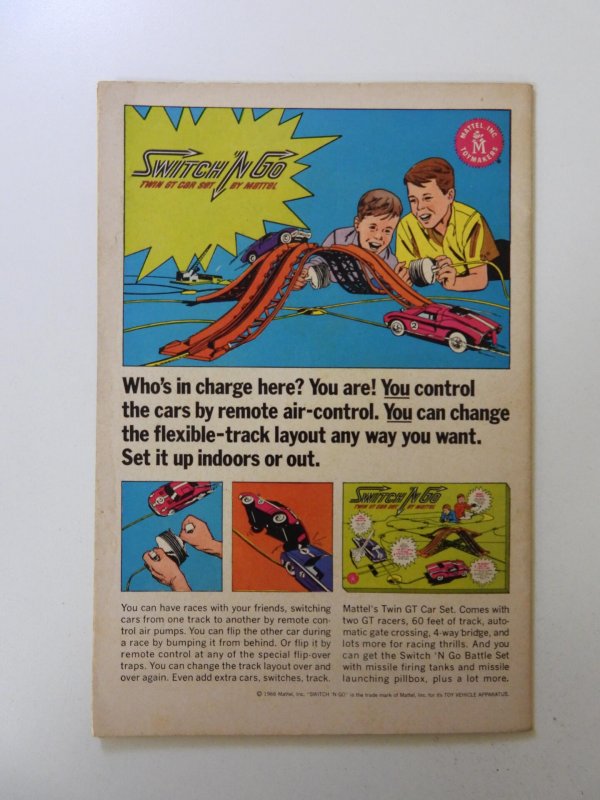 SWITCH 'N GO
TWIN GT CAR SET BY MATTEL
MATTEL, INC.
M
TOYMAKERS
2
Who's in charge here? You are! You control
the cars by remote air-control. You can change
the flexible-track layout any way you want.
Set it up indoors or out.
SWITCH 'N GO
TWIN GT CAR SET BY MATTEL
You can have races with your friends, switching
cars from one track to another by remote con-
trol air pumps. You can flip the other car during
a race by bumping it from behind. Or flip it by
remote control at any of the special flip-over
traps. You can change the track layout over and
over again. Even add extra cars, switches, track.
Mattel's Twin GT Car Set. Comes with
two GT racers, 60 feet of track, auto-
matic gate crossing, 4-way bridge, and
lots more for racing thrills. And you
can get the Switch 'N Go Battle Set
with missile firing tanks and missile
launching pillbox, plus a lot more.
© 1966 Mattel, Inc. "SWITCH 'N GO" is the trade mark of Mattel, Inc. for its TOY VEHICLE APPARATUS.